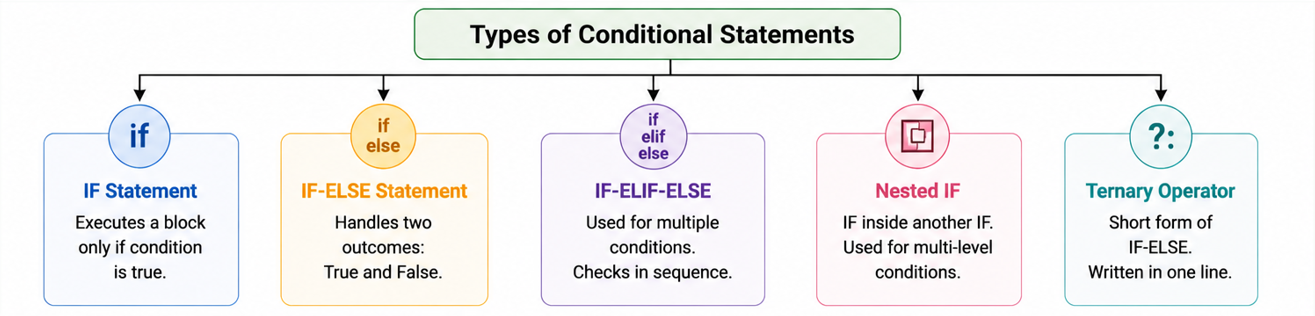 Types of Conditional Statements
if
IF Statement
Executes a block
only if condition
is true.
if
else
IF-ELSE Statement
Handles two
outcomes:
True and False.
if
elif
else
IF-ELIF-ELSE
Used for multiple
conditions.
Checks in sequence.
Nested IF
IF inside another IF.
Used for multi-level
conditions.
?:
Ternary Operator
Short form of
IF-ELSE.
Written in one line.